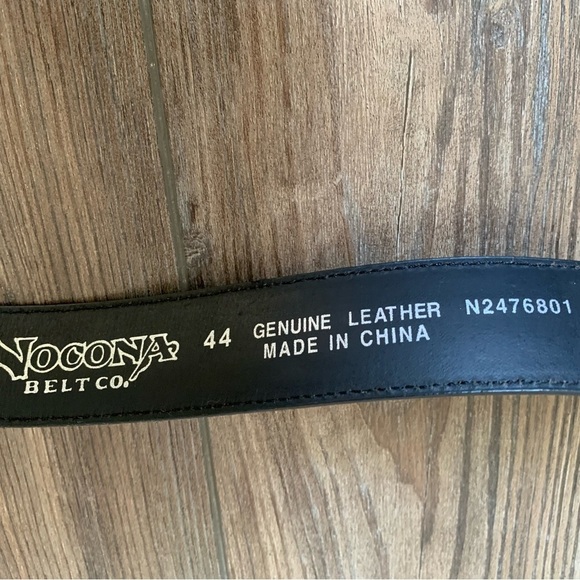 NOCONA
BELT CO.
44
GENUINE LEATHER
MADE IN CHINA
N2476801